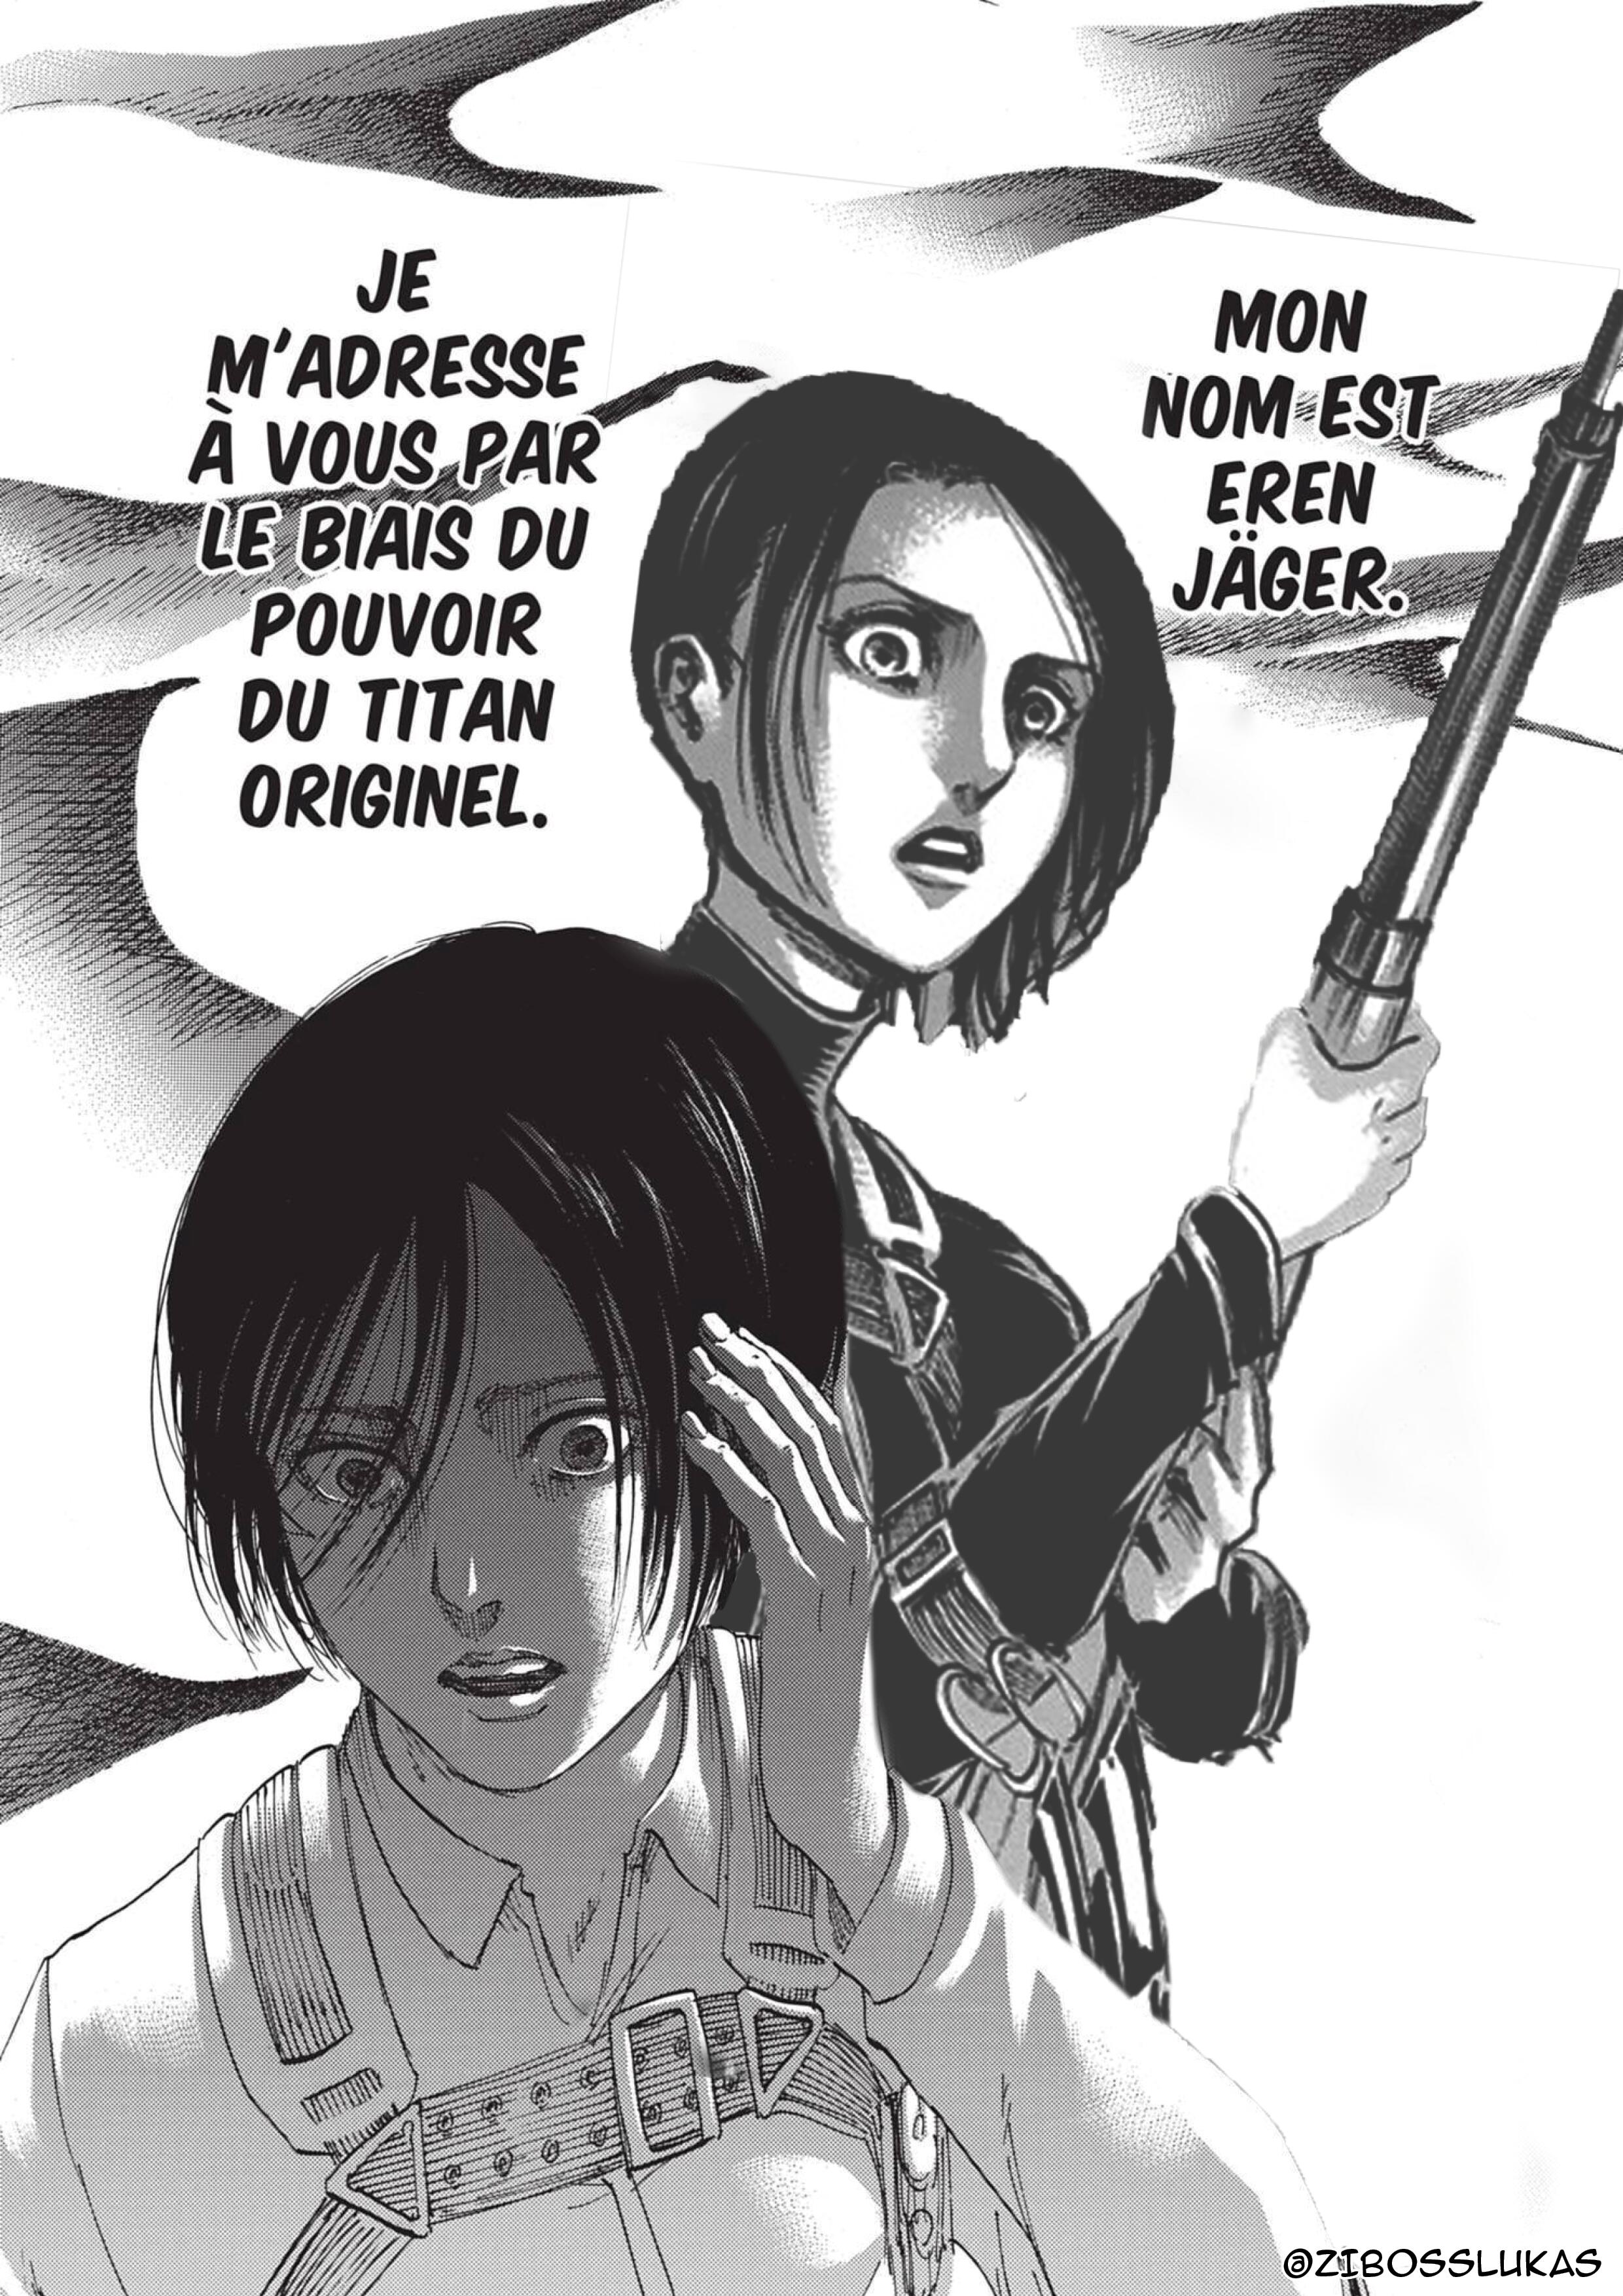 MON
NOM EST
EREN
JÄGER.
JE
M'ADRESSE
À VOUS PAR
LE BIAIS DU
POUVOIR
DU TITAN
ORIGINEL.
@ZIBOSSLUKAS